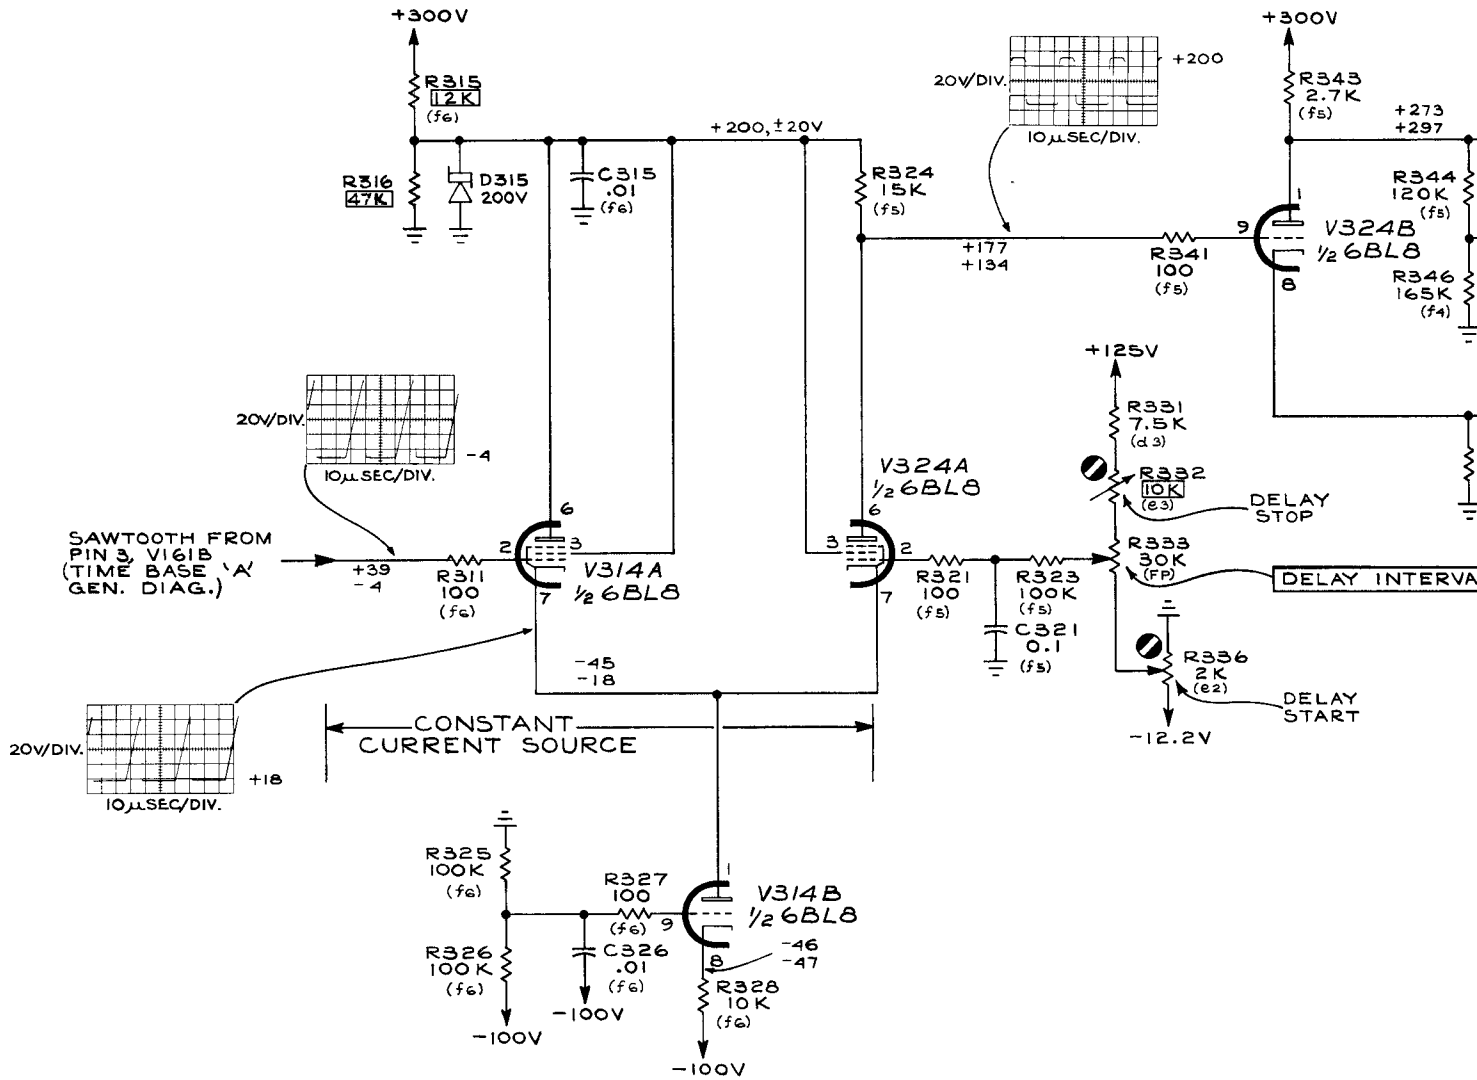 +300V
R315
12K
(f6)
R316
47K
D315
200V
C315
.01
(f6)
+200, ±20V
R324
15K
(f5)
20V/DIV.
+200
10µSEC/DIV.
+177
+134
R341
100
(f5)
+300V
R343
2.7K
(f5)
+273
+297
1
9
8
V324B
½ 6BL8
R344
120K
(f5)
R346
165K
(f4)
20V/DIV.
-4
10µSEC/DIV.
SAWTOOTH FROM
PIN 3, V161B
(TIME BASE 'A'
GEN. DIAG.)
+39
-4
R311
100
(f6)
6
2
3
7
V314A
½ 6BL8
V324A
½ 6BL8
6
3
2
7
R321
100
(f5)
R323
100K
(f5)
C321
0.1
(f5)
+125V
R331
7.5K
(d3)
R332
10K
(e3)
DELAY
STOP
R333
30K
(FP)
DELAY INTERVA
R336
2K
(e2)
DELAY
START
-12.2V
-45
-18
20V/DIV.
+18
10µSEC/DIV.
CONSTANT
CURRENT SOURCE
R325
100K
(f6)
R326
100K
(f6)
-100V
R327
100
(f6)
C326
.01
(f6)
-100V
1
9
8
V314B
½ 6BL8
-46
-47
R328
10K
(f6)
-100V